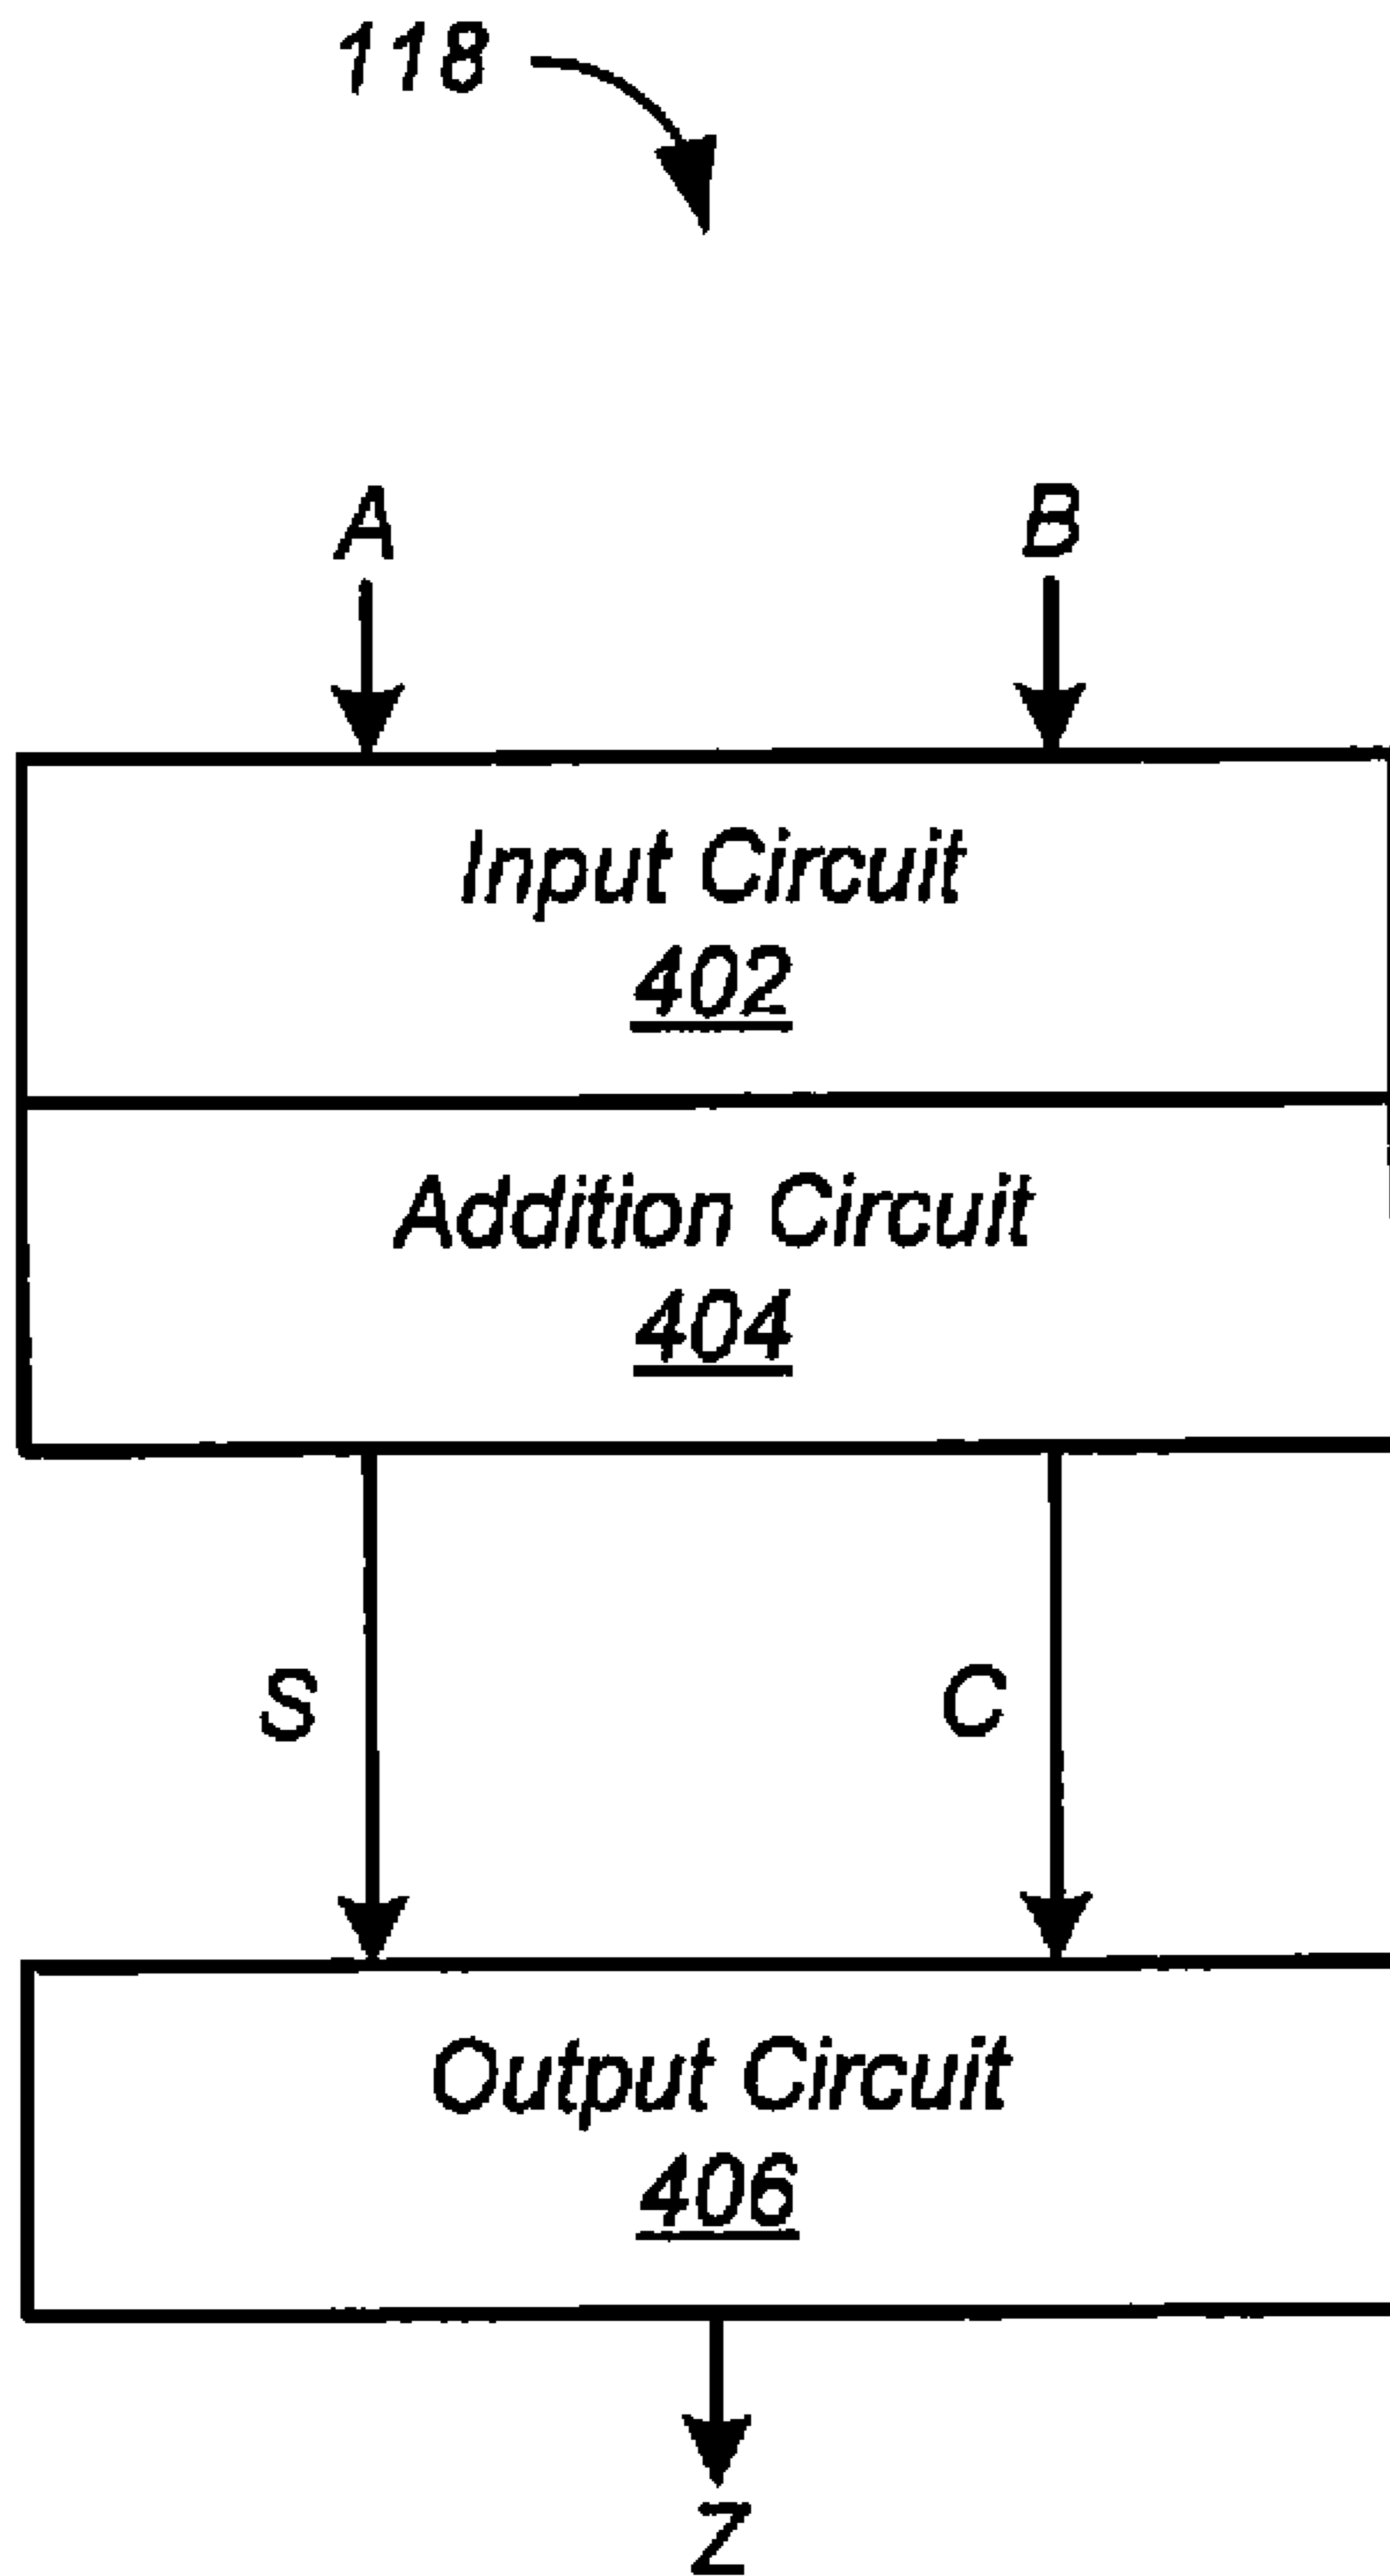 118
A B
Input Circuit
402
Addition Circuit
404
S C
Output Circuit
406
Z